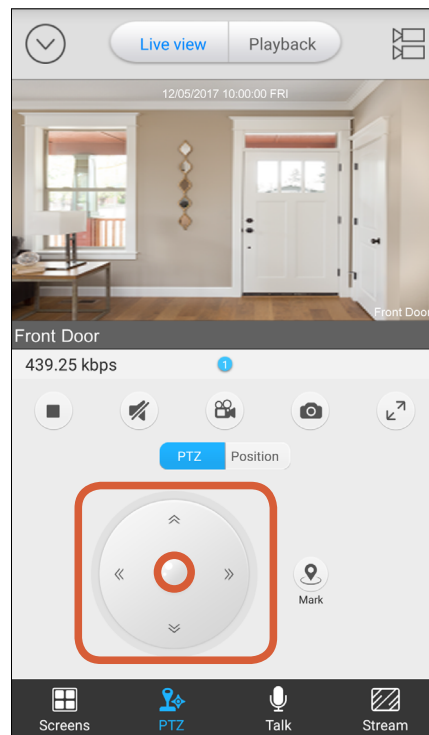 Live view Playback
12/05/2017 10:00:00 FRI
Front Door
Front Door
439.25 kbps 1
PTZ Position
Mark
Screens PTZ Talk Stream